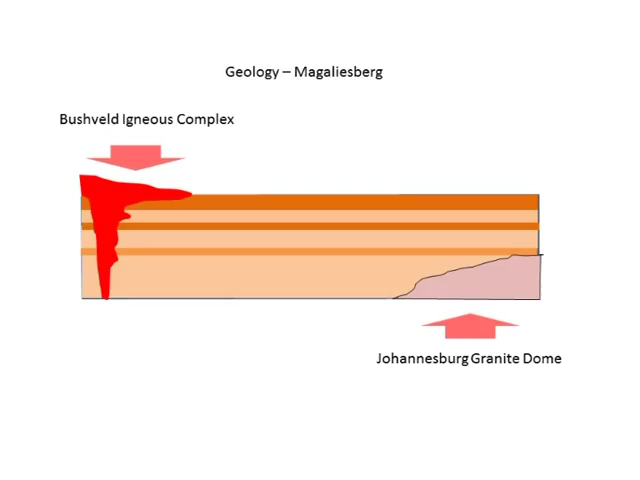 Geology – Magaliesberg
Bushveld Igneous Complex
Johannesburg Granite Dome